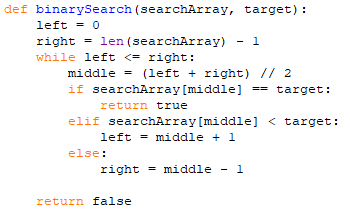 def binarySearch(searchArray, target):
    left = 0
    right = len(searchArray) - 1
    while left <= right:
        middle = (left + right) // 2
        if searchArray[middle] == target:
            return true
        elif searchArray[middle] < target:
            left = middle + 1
        else:
            right = middle - 1

    return false